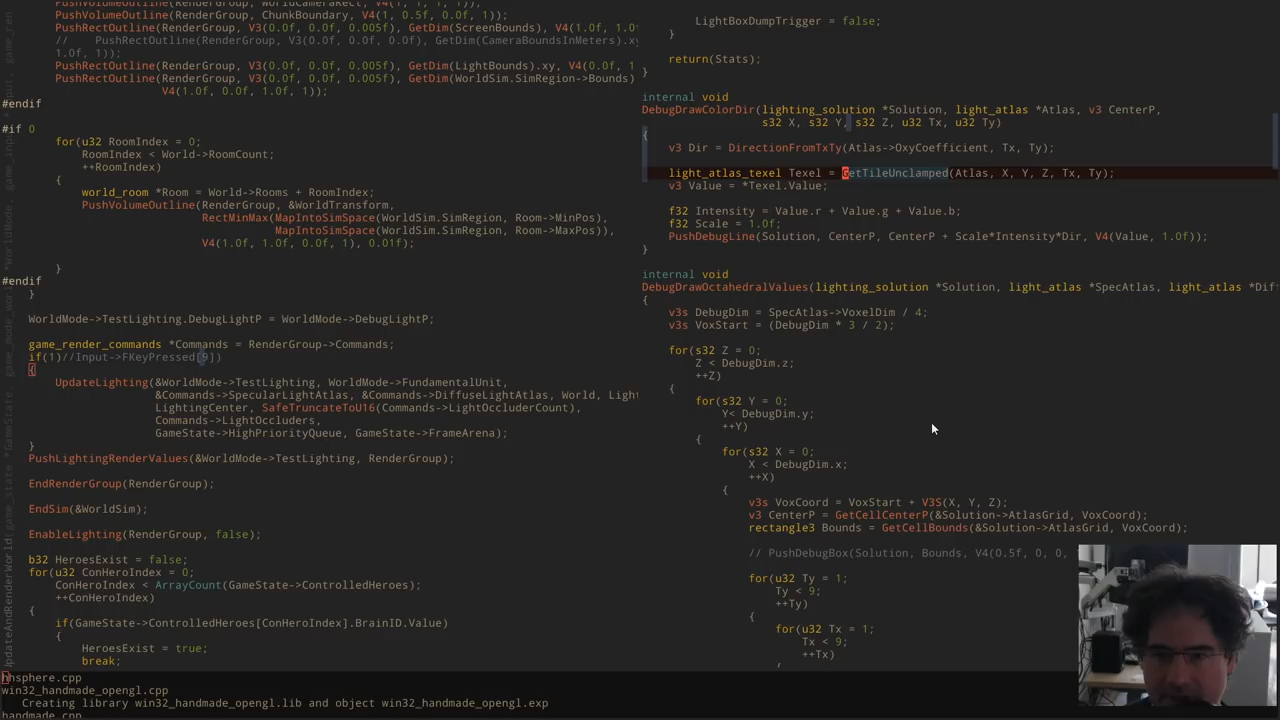 PushVolumeOutline(RenderGroup, WorldCameraRect, V4(1, 1, 1, 1));
PushVolumeOutline(RenderGroup, ChunkBoundary, V4(1, 0.5f, 0.0f, 1));
PushRectOutline(RenderGroup, V3(0.0f, 0.0f, 0.005f), GetDim(ScreenBounds), V4(0.0f, 1
//    PushRectOutline(RenderGroup, V3(0.0f, 0.0f, 0.0f), GetDim(CameraBoundsInMeters).xy
1.0f, 1));
PushRectOutline(RenderGroup, V3(0.0f, 0.0f, 0.005f), GetDim(LightBounds).xy, V4(0.0f, 1
PushRectOutline(RenderGroup, V3(0.0f, 0.0f, 0.005f), GetDim(WorldSim.SimRegion->Bounds)
V4(1.0f, 0.0f, 1.0f, 1));
#endif
#if 0
for(u32 RoomIndex = 0;
RoomIndex < World->RoomCount;
++RoomIndex)
{
world_room *Room = World->Rooms + *RoomIndex;
PushVolumeOutline(RenderGroup, &WorldTransform,
RectMinMax(MapIntoSimSpace(WorldSim.SimRegion, Room->MinPos),
MapIntoSimSpace(WorldSim.SimRegion, Room->MaxPos)),
V4(1.0f, 1.0f, 0.0f, 1), 0.01f);
}
#endif
}
WorldMode->TestLighting.DebugLightP = WorldMode->DebugLightP;
game_render_commands *Commands = RenderGroup->Commands;
if(1)//Input->FKeyPressed[9])
{
UpdateLighting(&WorldMode->TestLighting, WorldMode->FundamentalUnit,
&Commands->SpecularLightAtlas, &Commands->DiffuseLightAtlas, World, Light
LightingCenter, SafeTruncateToU16(Commands->LightOccluderCount),
Commands->LightOccluders,
GameState->HighPriorityQueue, GameState->FrameArena);
}
PushLightingRenderValues(&WorldMode->TestLighting, RenderGroup);
EndRenderGroup(RenderGroup);
EndSim(&WorldSim);
EnableLighting(RenderGroup, false);
b32 HeroesExist = false;
for(u32 ConHeroIndex = 0;
ConHeroIndex < ArrayCount(GameState->ControlledHeroes);
++ConHeroIndex)
{
if(GameState->ControlledHeroes[ConHeroIndex].BrainID.Value)
{
HeroesExist = true;
break;
LightBoxDumpTrigger = false;
}
return(Stats);
}
internal void
DebugDrawColorDir(lighting_solution *Solution, light_atlas *Atlas, v3 CenterP,
s32 X, s32 Y, s32 Z, u32 Tx, u32 Ty)
{
v3 Dir = DirectionFromTxTy(Atlas->OxyCoefficient, Tx, Ty);
light_atlas_texel Texel = GetTileUnclamped(Atlas, X, Y, Z, Tx, Ty);
v3 Value = *Texel.Value;
f32 Intensity = Value.r + Value.g + Value.b;
f32 Scale = 1.0f;
PushDebugLine(Solution, CenterP, CenterP + Scale*Intensity*Dir, V4(Value, 1.0f));
}
internal void
DebugDrawOctahedralValues(lighting_solution *Solution, light_atlas *SpecAtlas, light_atlas *Dif
{
v3s DebugDim = SpecAtlas->VoxelDim / 4;
v3s VoxStart = (DebugDim * 3 / 2);
for(s32 Z = 0;
Z < DebugDim.z;
++Z)
{
for(s32 Y = 0;
Y< DebugDim.y;
++Y)
{
for(s32 X = 0;
X < DebugDim.x;
++X)
{
v3s VoxCoord = VoxStart + V3S(X, Y, Z);
v3 CenterP = GetCellCenterP(&Solution->AtlasGrid, VoxCoord);
rectangle3 Bounds = GetCellBounds(&Solution->AtlasGrid, VoxCoord);
// PushDebugBox(Solution, Bounds, V4(0.5f, 0, 0,
for(u32 Ty = 1;
Ty < 9;
++Ty)
{
for(u32 Tx = 1;
Tx < 9;
++Tx)
{
hhsphere.cpp
win32_handmade_opengl.cpp
Creating library win32_handmade_opengl.lib and object win32_handmade_opengl.exp
handmade.cpp